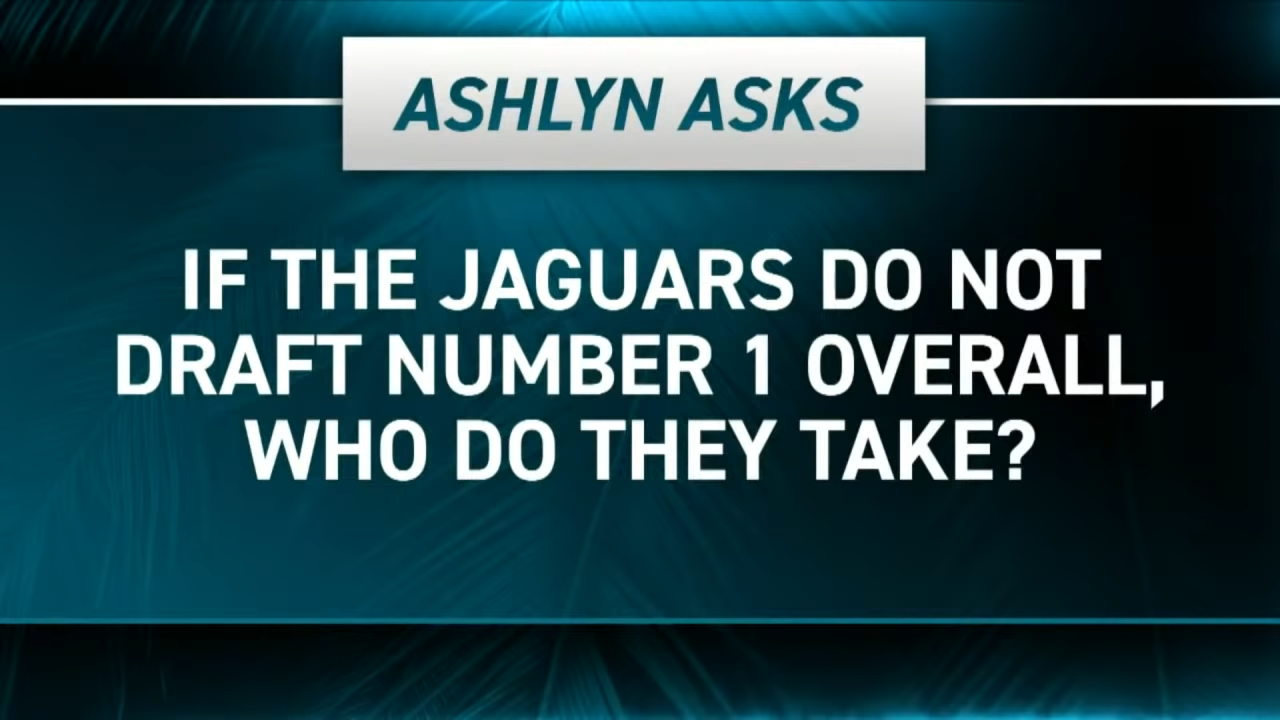 ASHLYN ASKS
IF THE JAGUARS DO NOT
DRAFT NUMBER 1 OVERALL,
WHO DO THEY TAKE?